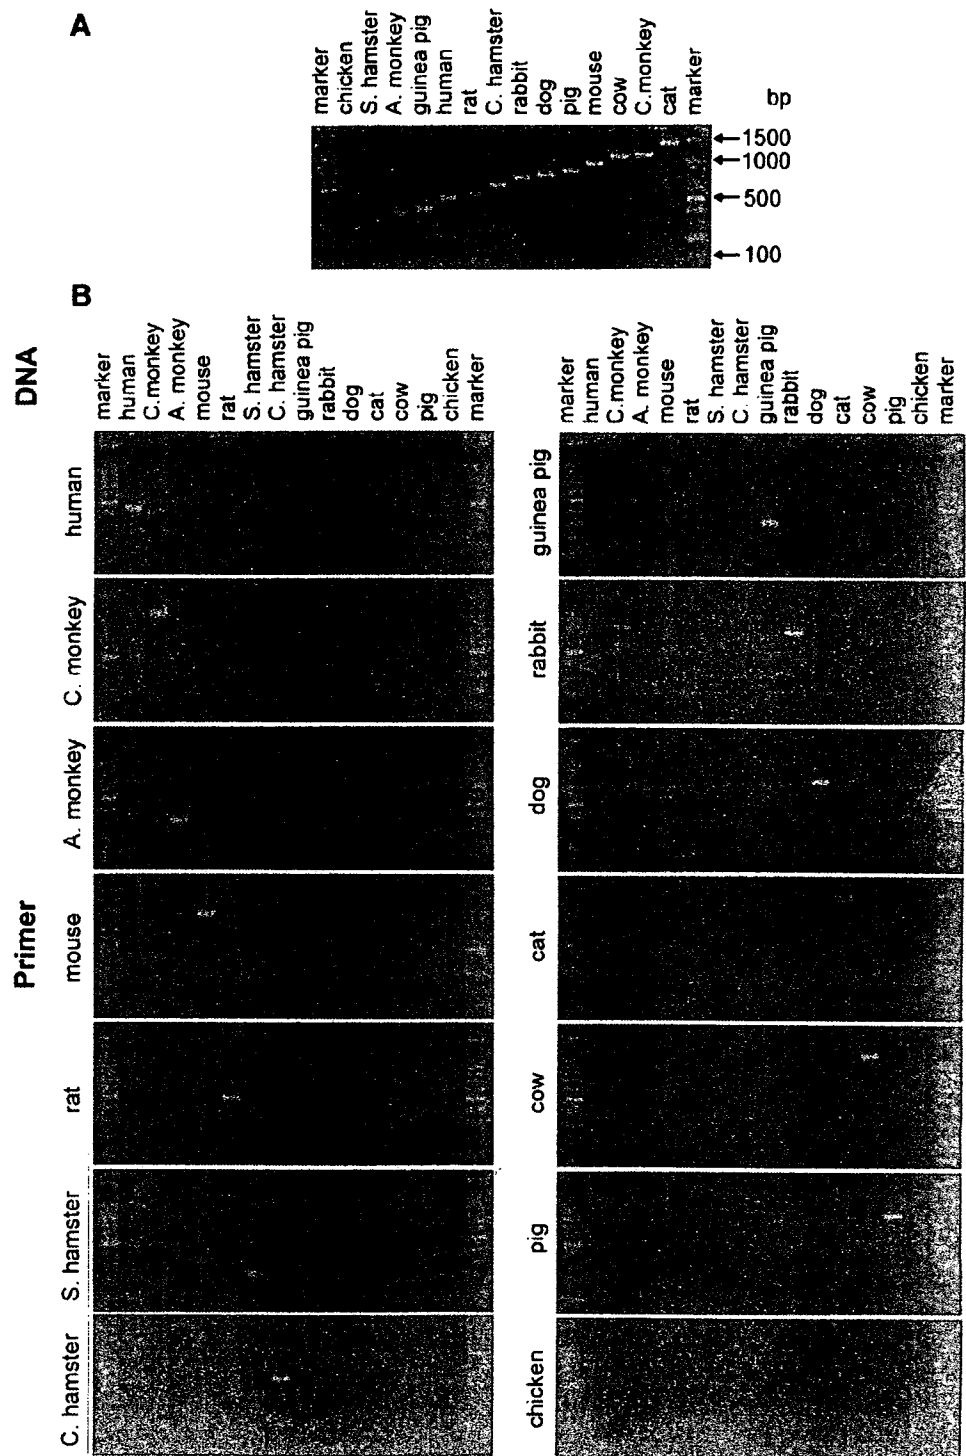 A
marker chicken S. hamster A. monkey guinea pig human rat C. hamster rabbit dog pig mouse cow C.monkey cat marker
bp
1500
1000
500
100
B
DNA
marker human C.monkey A. monkey mouse rat S. hamster C. hamster guinea pig rabbit dog cat cow pig chicken marker
marker human C.monkey A. monkey mouse rat S. hamster C. hamster guinea pig rabbit dog cat cow pig chicken marker
Primer
human
C. monkey
A. monkey
mouse
rat
S. hamster
C. hamster
guinea pig
rabbit
dog
cat
cow
pig
chicken